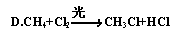 D.CH₄+Cl₂ 光→ CH₃Cl+HCl